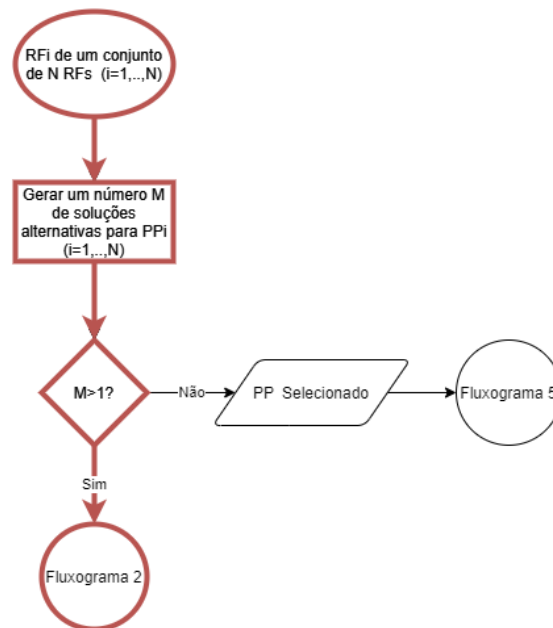 RFi de um conjunto
de N RFs (i=1,..,N)
Gerar um número M
de soluções
alternativas para PPi
(i=1,..,N)
M>1?
Não
PP Selecionado
Fluxograma 5
Sim
Fluxograma 2